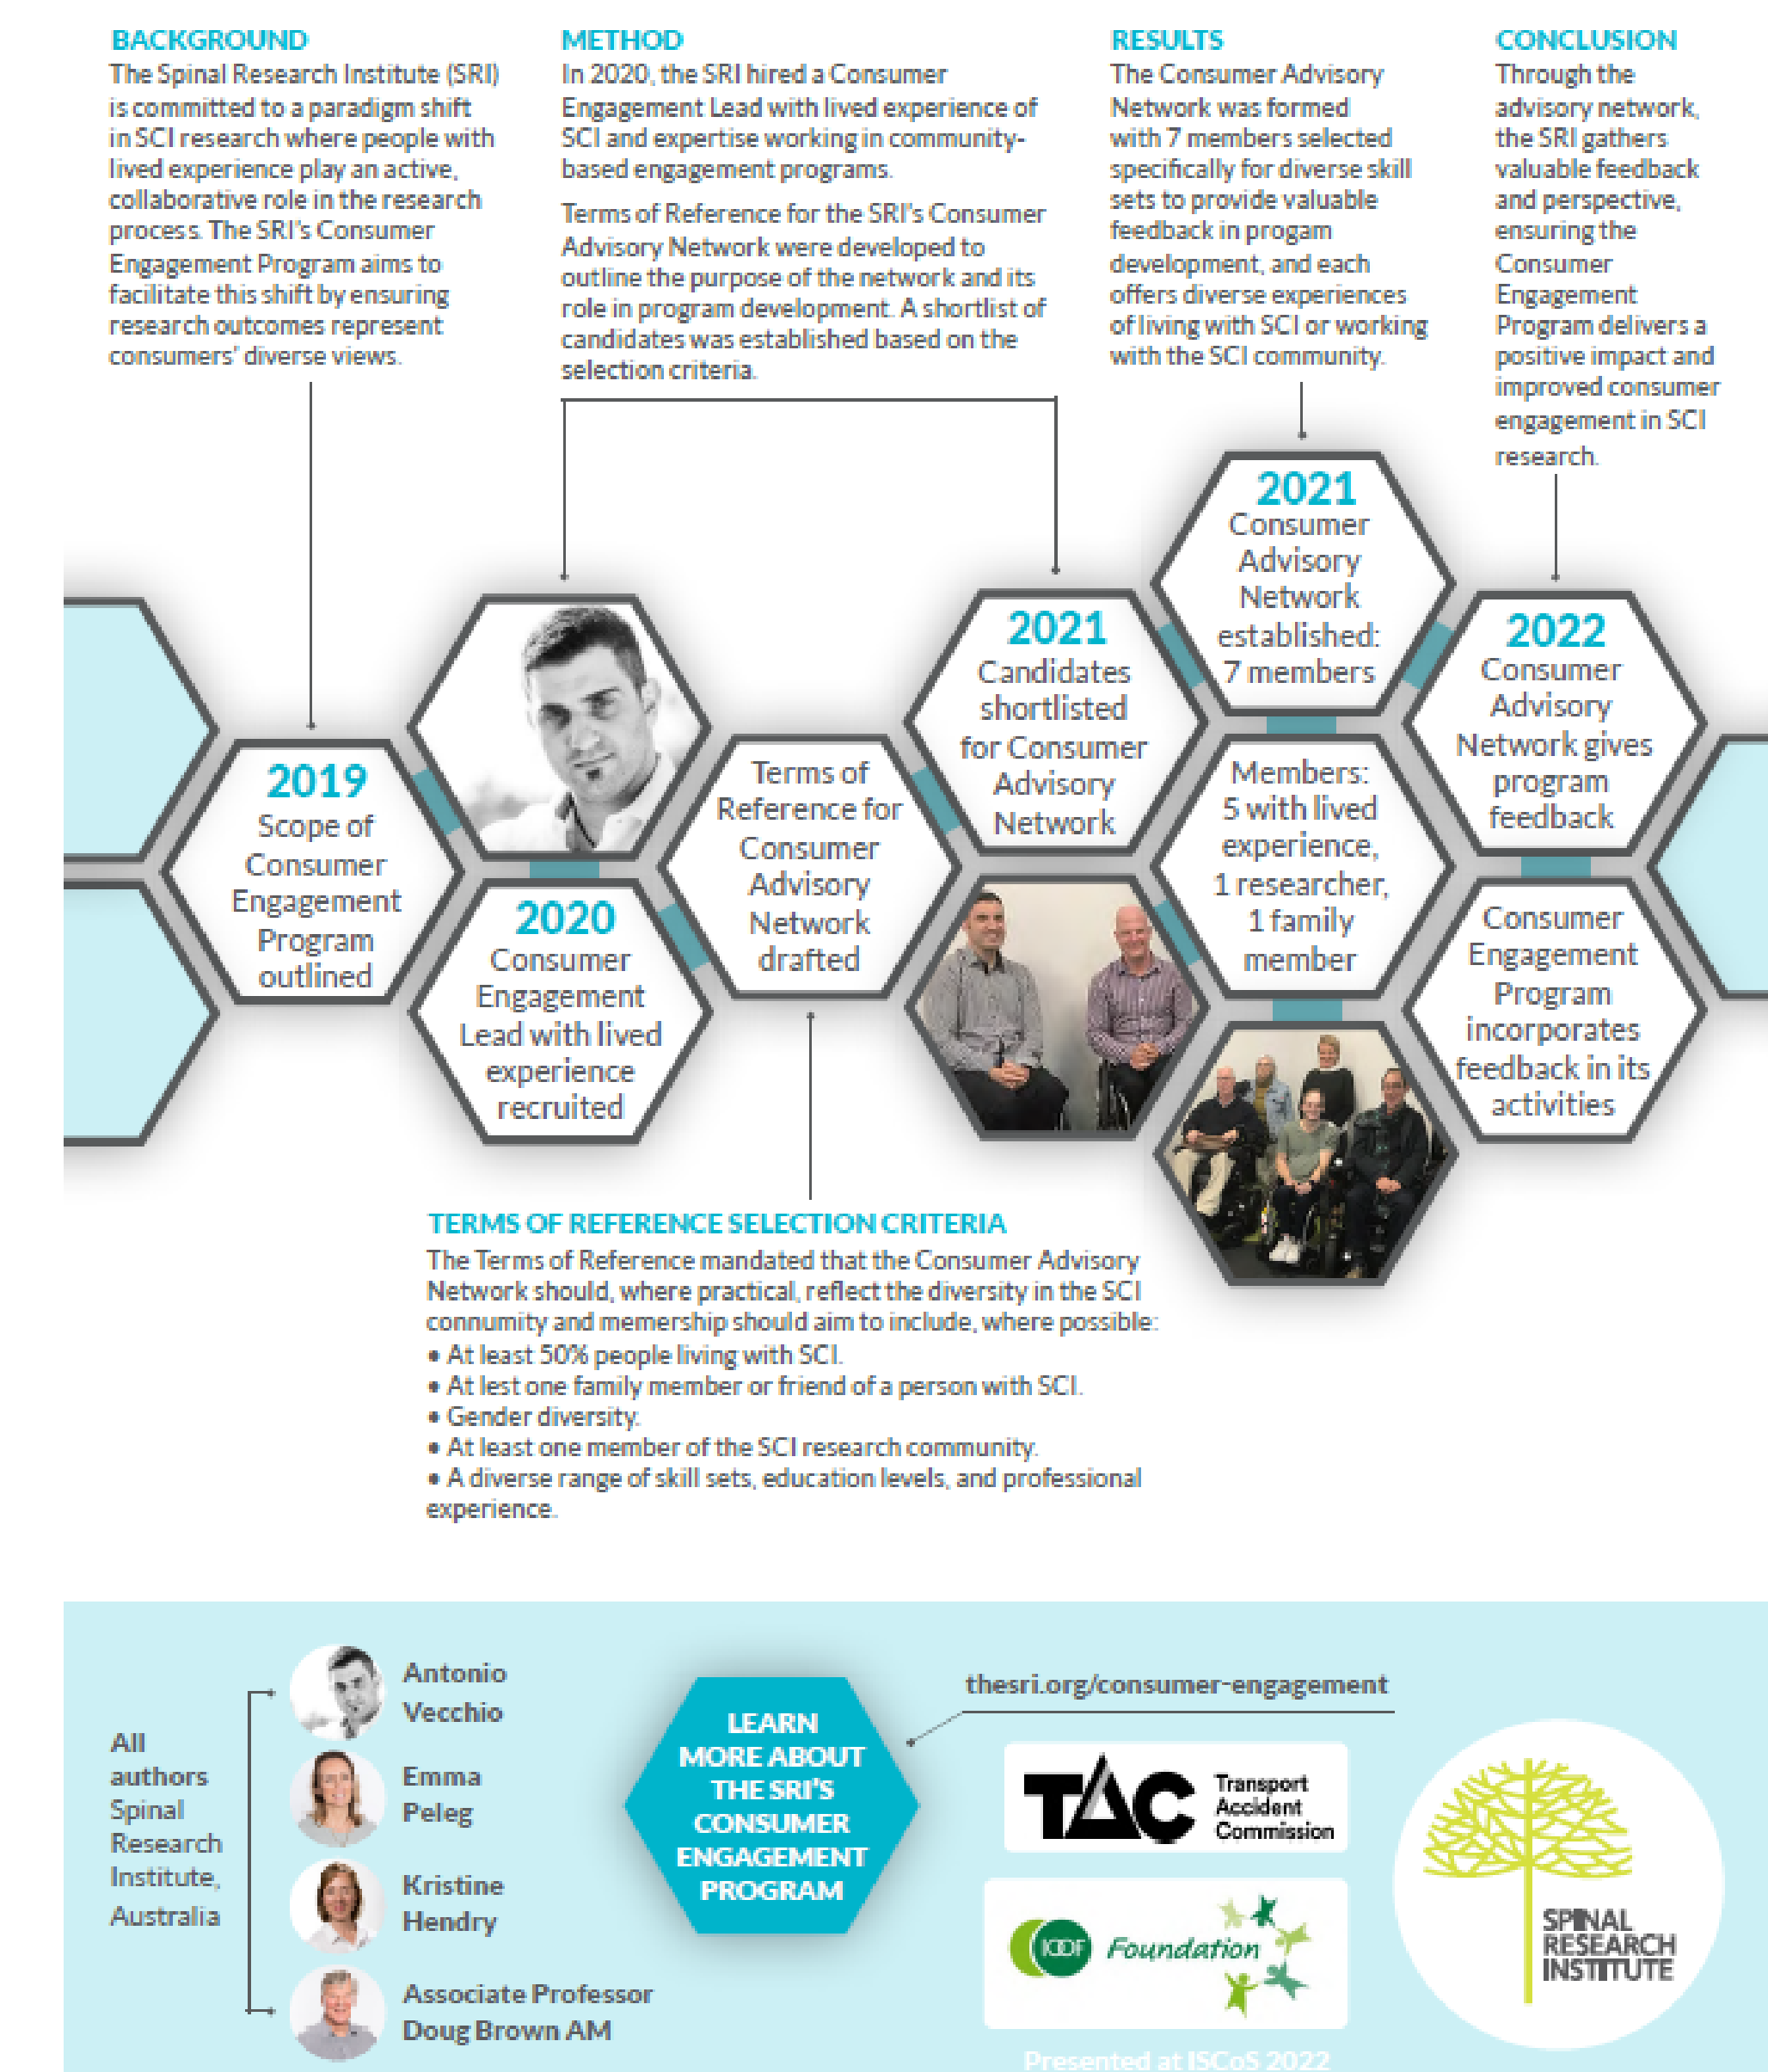 BACKGROUND
The Spinal Research Institute (SRI)
is committed to a paradigm shift
in SCI research where people with
lived experience play an active,
collaborative role in the research
process. The SRI's Consumer
Engagement Program aims to
facilitate this shift by ensuring
research outcomes represent
consumers' diverse views.
METHOD
In 2020, the SRI hired a Consumer
Engagement Lead with lived experience of
SCI and expertise working in community-
based engagement programs.
Terms of Reference for the SRI's Consumer
Advisory Network were developed to
outline the purpose of the network and its
role in program development. A shortlist of
candidates was established based on the
selection criteria.
RESULTS
The Consumer Advisory
Network was formed
with 7 members selected
specifically for diverse skill
sets to provide valuable
feedback in progam
development, and each
offers diverse experiences
of living with SCI or working
with the SCI community.
CONCLUSION
Through the
advisory network,
the SRI gathers
valuable feedback
and perspective,
ensuring the
Consumer
Engagement
Program delivers a
positive impact and
improved consumer
engagement in SCI
research.
2019
Scope of
Consumer
Engagement
Program
outlined
2020
Consumer
Engagement
Lead with lived
experience
recruited
Terms of
Reference for
Consumer
Advisory
Network
drafted
2021
Candidates
shortlisted
for Consumer
Advisory
Network
2021
Consumer
Advisory
Network
established:
7 members
Members:
5 with lived
experience,
1 researcher,
1 family
member
2022
Consumer
Advisory
Network gives
program
feedback
Consumer
Engagement
Program
incorporates
feedback in its
activities
TERMS OF REFERENCE SELECTION CRITERIA
The Terms of Reference mandated that the Consumer Advisory
Network should, where practical, reflect the diversity in the SCI
connumity and memership should aim to include, where possible:
• At least 50% people living with SCI.
• At lest one family member or friend of a person with SCI.
• Gender diversity.
• At least one member of the SCI research community.
• A diverse range of skill sets, education levels, and professional
experience.
All
authors
Spinal
Research
Institute,
Australia
Antonio
Vecchio
Emma
Peleg
Kristine
Hendry
Associate Professor
Doug Brown AM
LEARN
MORE ABOUT
THE SRI'S
CONSUMER
ENGAGEMENT
PROGRAM
thesri.org/consumer-engagement
TAC
Transport
Accident
Commission
IOOF Foundation
SPINAL
RESEARCH
INSTITUTE
Presented at ISCoS 2022